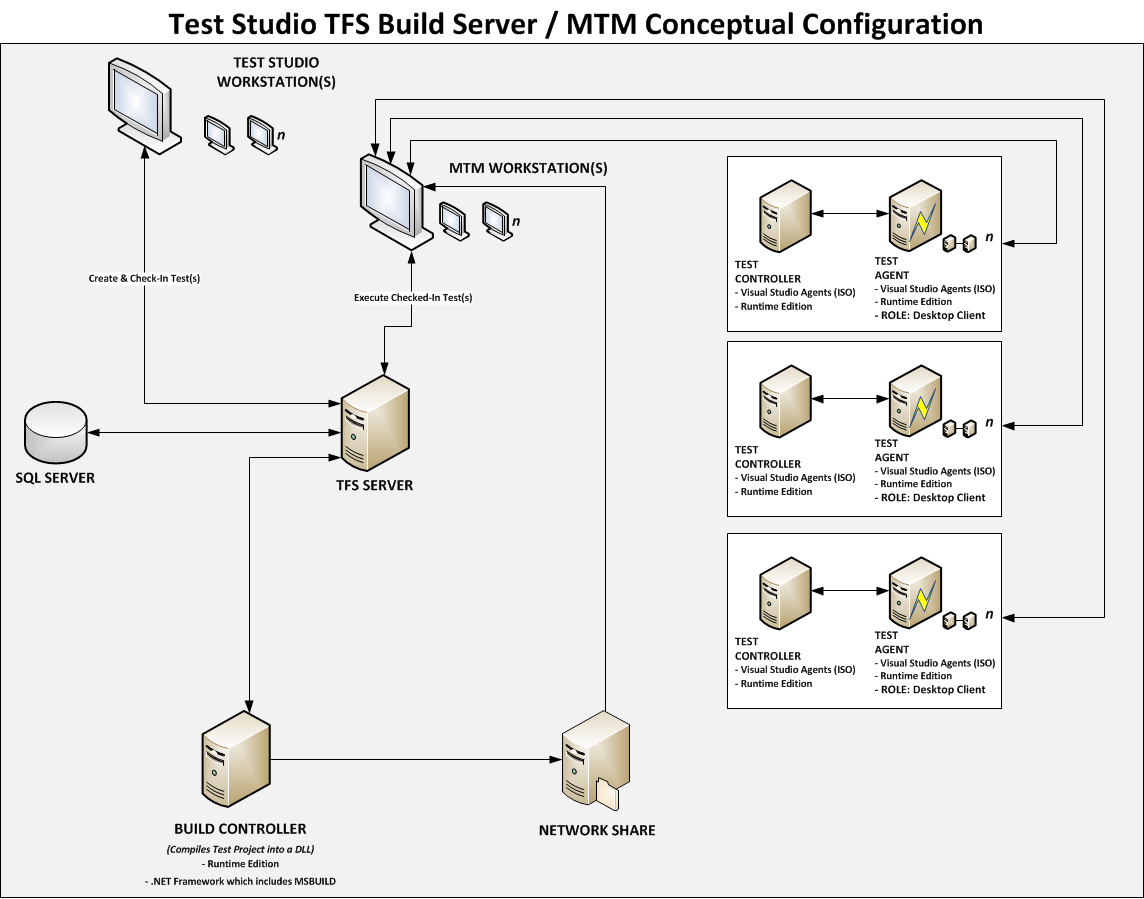 Test Studio TFS Build Server / MTM Conceptual Configuration
TEST STUDIO
WORKSTATION(S)
n
MTM WORKSTATION(S)
n
Create & Check-In Test(s)
Execute Checked-In Test(s)
SQL SERVER
TFS SERVER
BUILD CONTROLLER
(Compiles Test Project into a DLL)
- Runtime Edition
- .NET Framework which includes MSBUILD
NETWORK SHARE
TEST
CONTROLLER
- Visual Studio Agents (ISO)
- Runtime Edition
n
TEST
AGENT
- Visual Studio Agents (ISO)
- Runtime Edition
- ROLE: Desktop Client
TEST
CONTROLLER
- Visual Studio Agents (ISO)
- Runtime Edition
n
TEST
AGENT
- Visual Studio Agents (ISO)
- Runtime Edition
- ROLE: Desktop Client
TEST
CONTROLLER
- Visual Studio Agents (ISO)
- Runtime Edition
n
TEST
AGENT
- Visual Studio Agents (ISO)
- Runtime Edition
- ROLE: Desktop Client